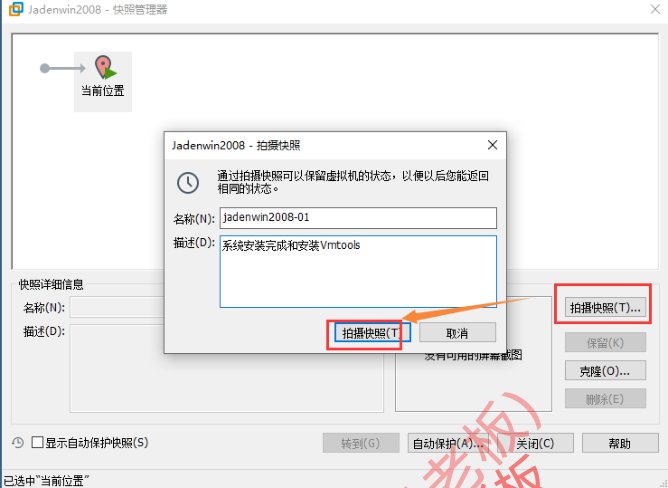 Jadenwin2008 - 快照管理器
当前位置
Jadenwin2008 - 拍摄快照
通过拍摄快照可以保留虚拟机的状态，以便以后您能返回
相同的状态。
名称(N): jadenwin2008-01
描述(D): 系统安装完成和安装Vmtools
拍摄快照(T
取消
快照详细信息
名称(N):
描述(D):
没有可用的屏幕截图
拍摄快照(T)...
保留(K)
克隆(O)...
删除(E)
显示自动保护快照(S)
转到(G)
自动保护(A)...
关闭(C)
帮助
已选中"当前位置"
老板)
板